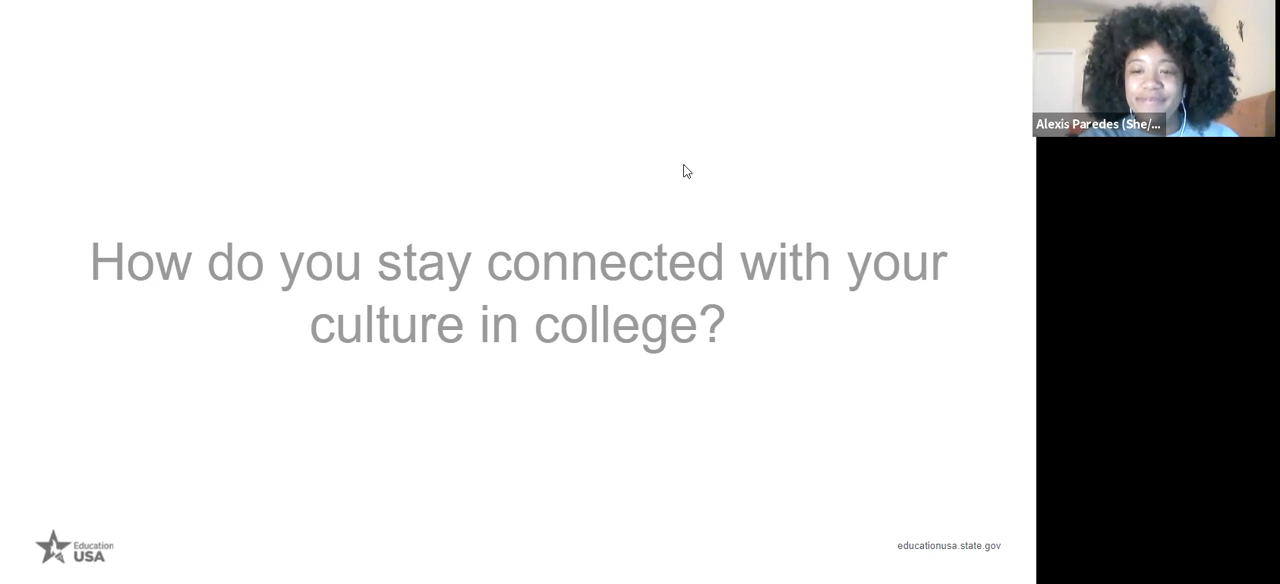 Alexis Paredes (She/...
How do you stay connected with your
culture in college?
Education
USA
educationusa.state.gov